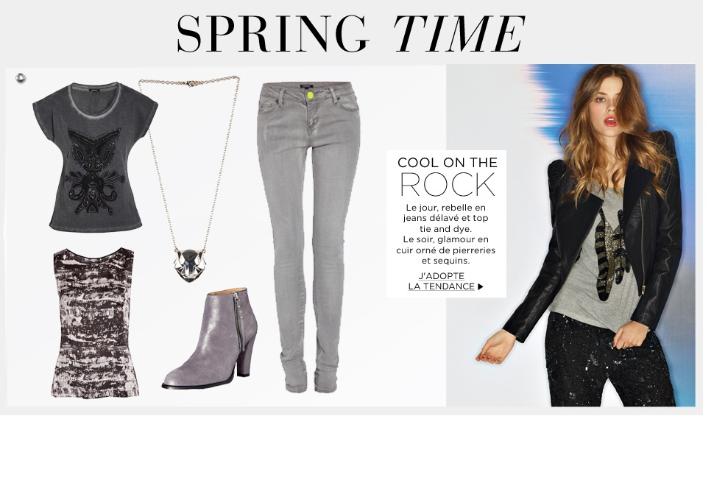 SPRING TIME
COOL ON THE
ROCK
Le jour, rebelle en
jeans délavé et top
tie and dye.
Le soir, glamour en
cuir orné de pierreries
et sequins.
J'ADOPTE
LA TENDANCE ▶